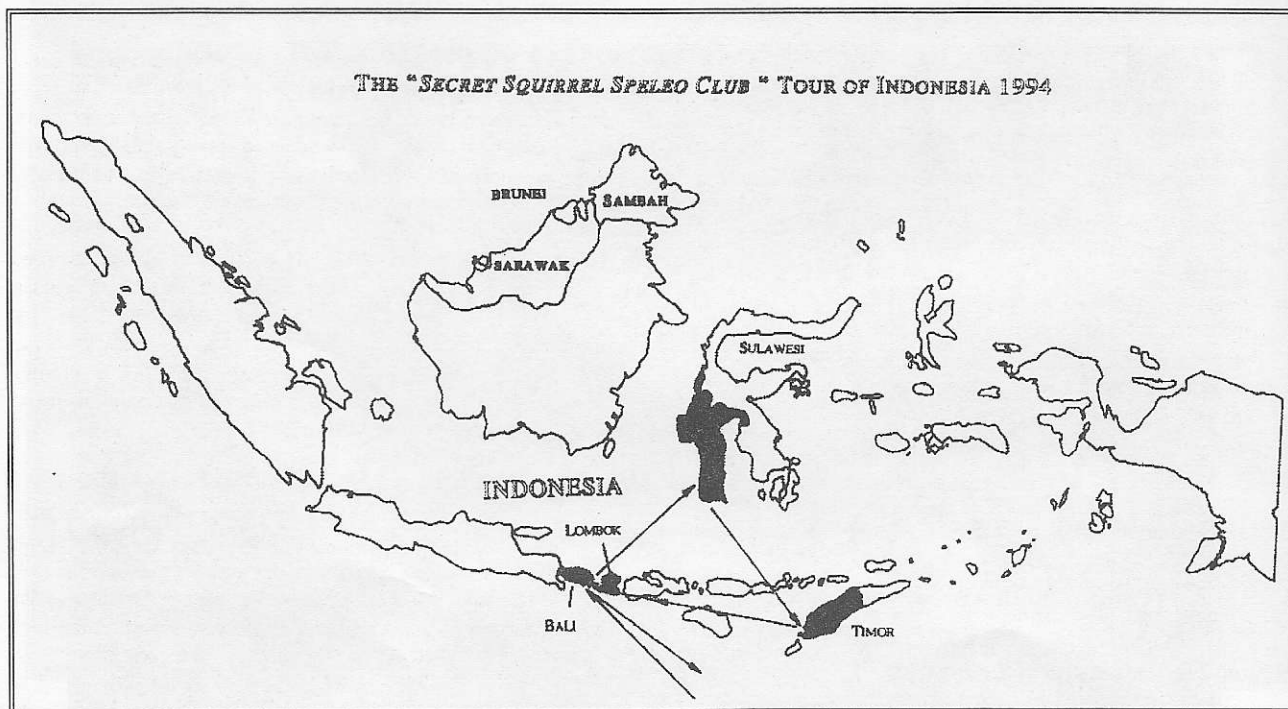 THE "SECRET SQUIRREL SPELEO CLUB " TOUR OF INDONESIA 1994
BRUNEI
SAMBAH
SARAWAK
SULAWESI
INDONESIA
LOMBOK
BALI
TIMOR